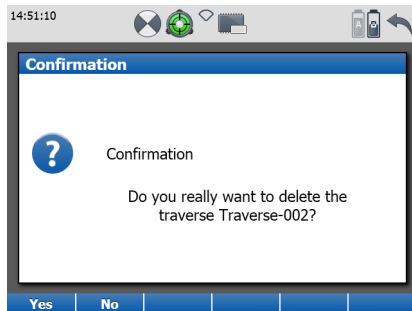 14:51:10
Confirmation
Confirmation
Do you really want to delete the
traverse Traverse-002?
Yes No